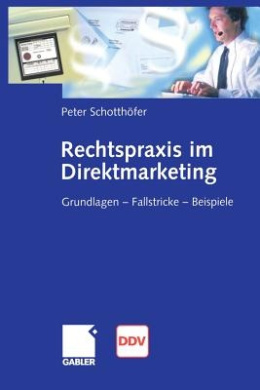 Peter Schotthöfer
Rechtspraxis im
Direktmarketing
Grundlagen – Fallstricke – Beispiele
GABLER
DDV